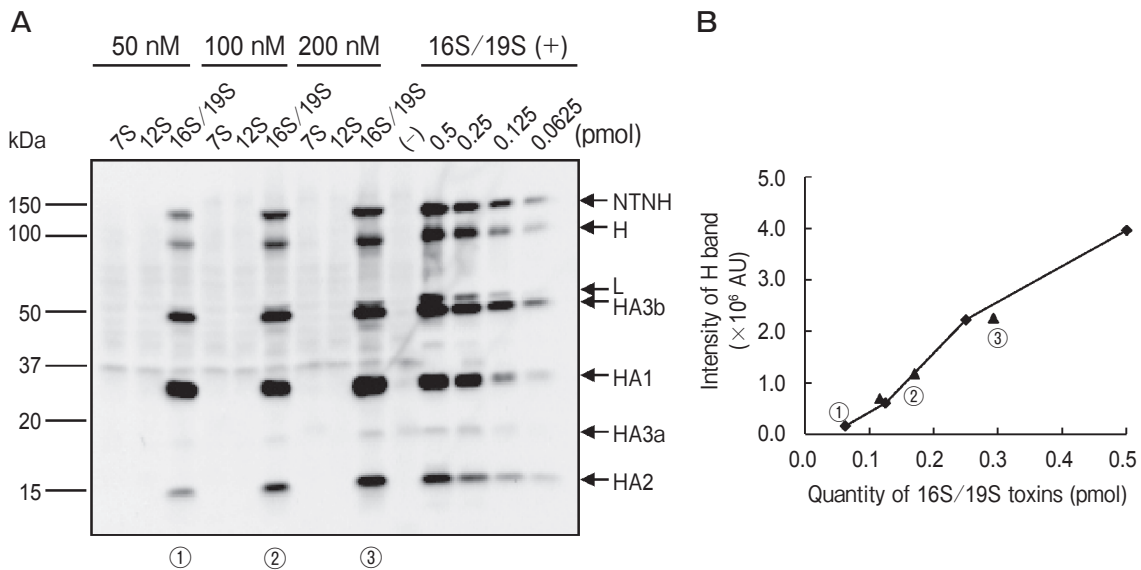 A
50 nM 100 nM 200 nM 16S/19S (+)
kDa 7S 12S 16S/19S 7S 12S 16S/19S 7S 12S 16S/19S (-) 0.5 0.25 0.125 0.0625 (pmol)
150
100
50
37
20
15
NTNH
H
L
HA3b
HA1
HA3a
HA2
① ② ③
B
Intensity of H band
(×10⁶ AU)
5.0
4.0
3.0
2.0
1.0
0.0
① ② ③
0.0 0.1 0.2 0.3 0.4 0.5
Quantity of 16S/19S toxins (pmol)